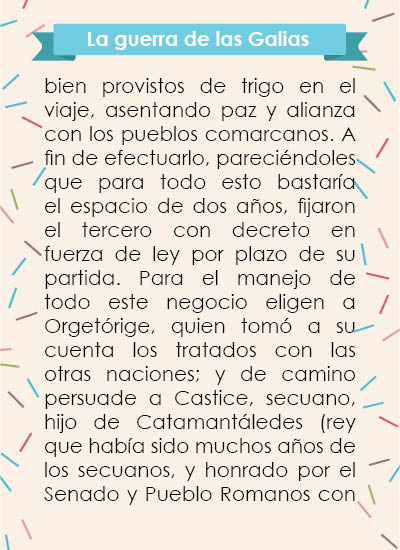 La guerra de las Galias
bien provistos de trigo en el
viaje, asentando paz y alianza
con los pueblos comarcanos. A
fin de efectuarlo, pareciéndoles
que para todo esto bastaría
el espacio de dos años, fijaron
el tercero con decreto en
fuerza de ley por plazo de su
partida. Para el manejo de
todo este negocio eligen a
Orgetórige, quien tomó a su
cuenta los tratados con las
otras naciones; y de camino
persuade a Castice, secuano,
hijo de Catamantáledes (rey
que había sido muchos años de
los secuanos, y honrado por el
Senado y Pueblo Romanos con